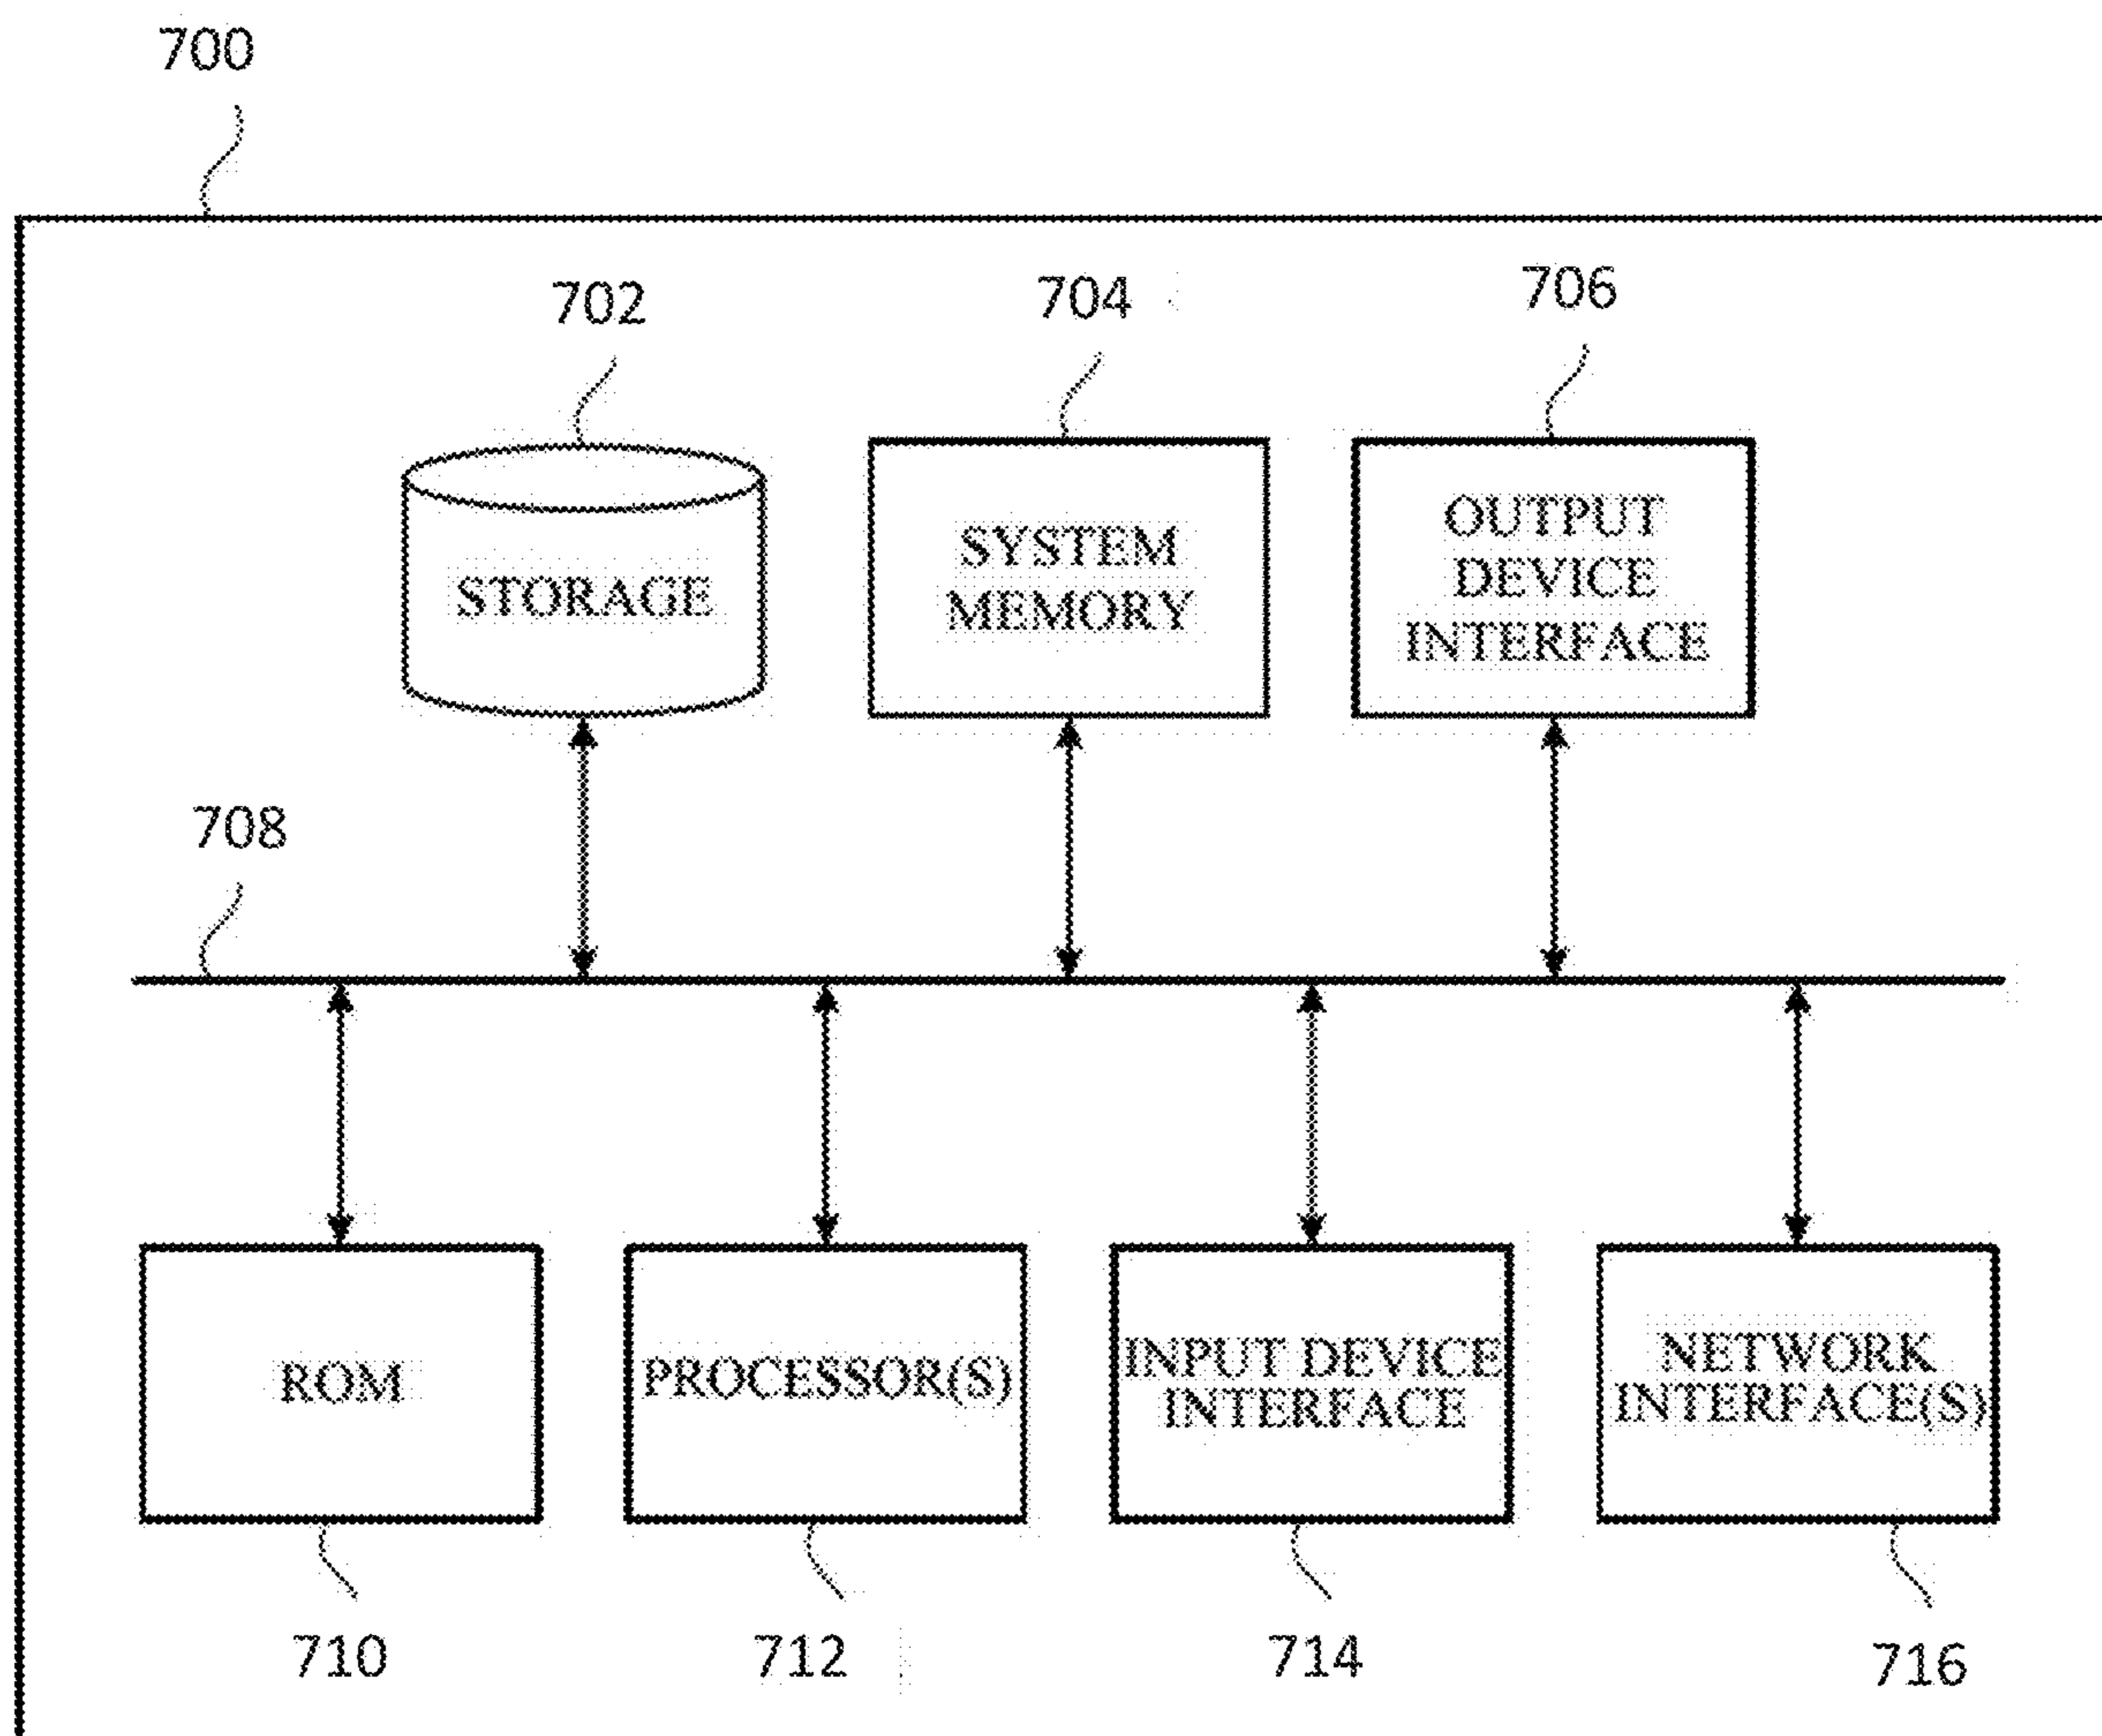 700
702
704
706
STORAGE
SYSTEM
MEMORY
OUTPUT
DEVICE
INTERFACE
708
ROM
PROCESSOR(S)
INPUT DEVICE
INTERFACE
NETWORK
INTERFACE(S)
710
712
714
716